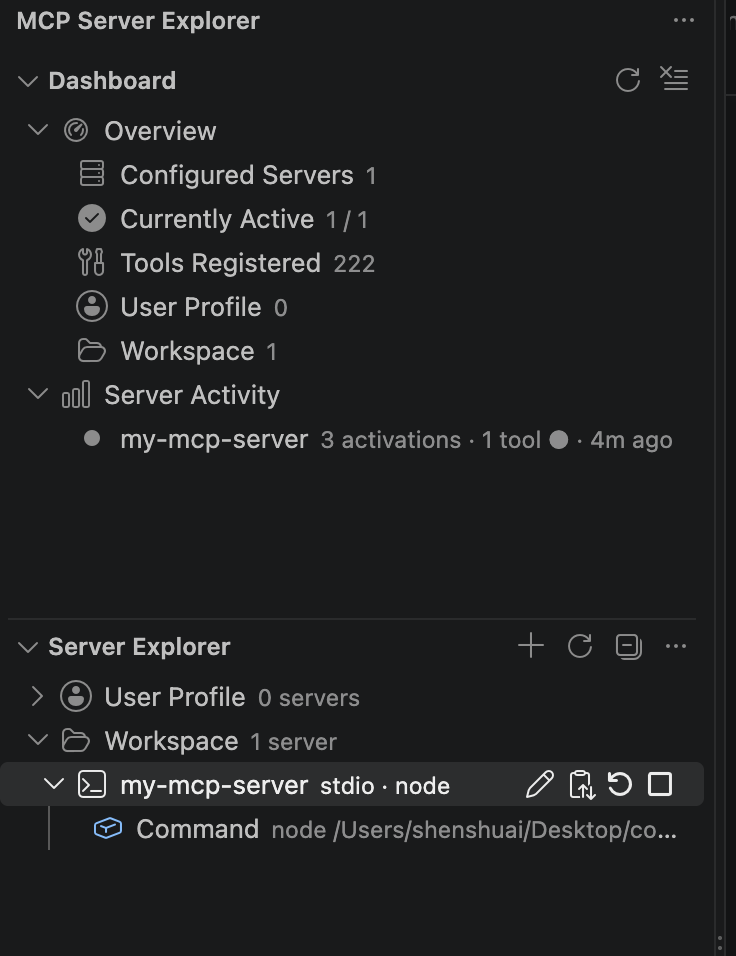 MCP Server Explorer
Dashboard
Overview
Configured Servers 1
Currently Active 1 / 1
Tools Registered 222
User Profile 0
Workspace 1
Server Activity
my-mcp-server 3 activations · 1 tool · 4m ago
Server Explorer
User Profile 0 servers
Workspace 1 server
my-mcp-server stdio · node
Command node /Users/shenshuai/Desktop/co...